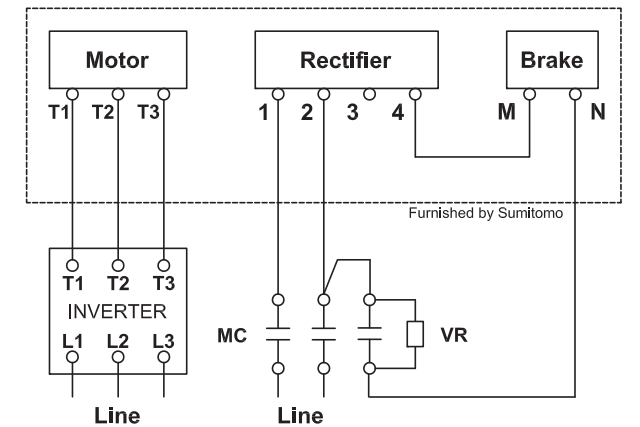 Motor Rectifier Brake
T1 T2 T3 1 2 3 4 M N
Furnished by Sumitomo
T1 T2 T3
INVERTER
L1 L2 L3 MC VR
Line Line